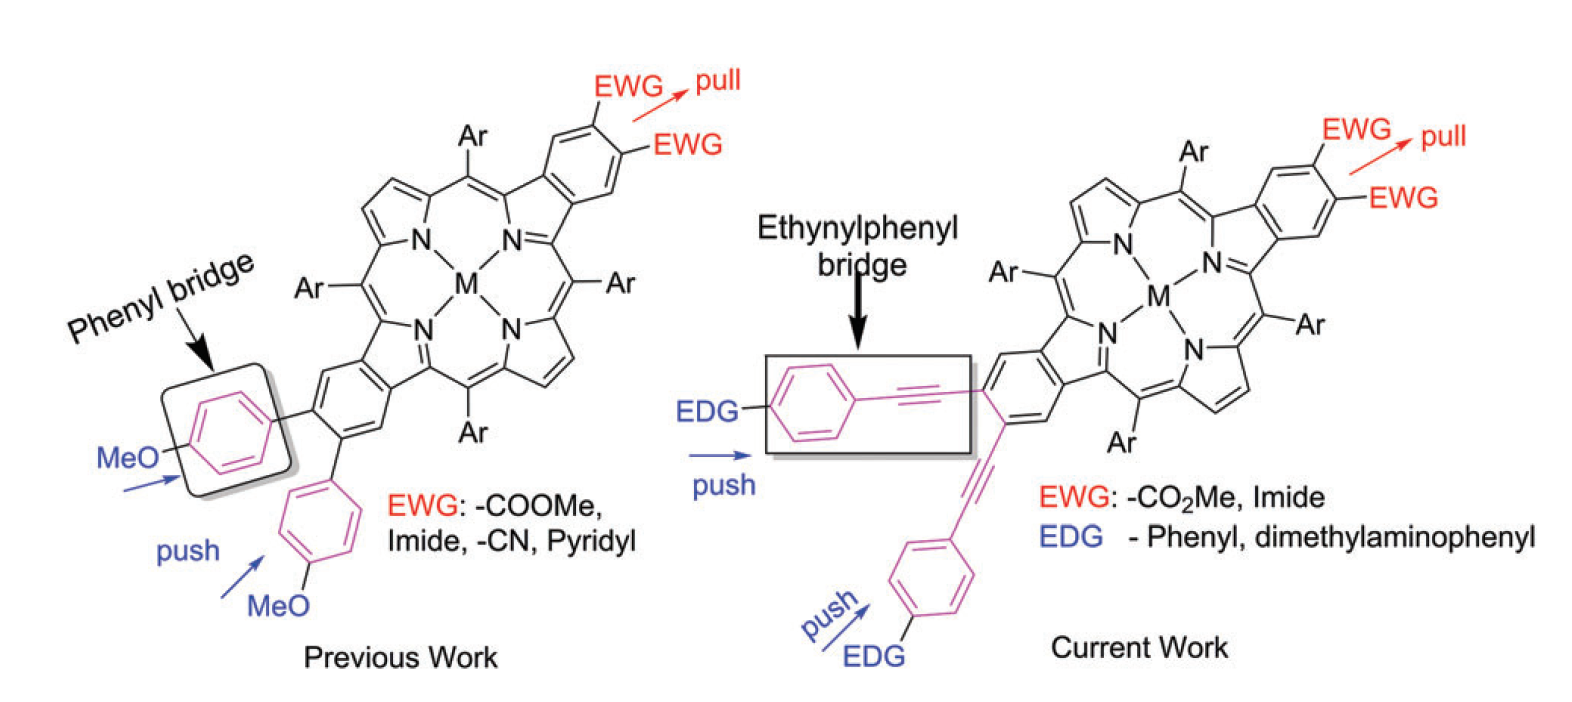 EWG
pull
EWG
Ar
N
N
M
Ar
Ar
N
N
Phenyl bridge
Ar
MeO
push
MeO
EWG: -COOMe,
Imide, -CN, Pyridyl
Previous Work
EWG
pull
EWG
Ar
Ethynylphenyl
bridge
N
N
Ar
M
Ar
N
N
EDG
push
Ar
EWG: -CO₂Me, Imide
EDG - Phenyl, dimethylaminophenyl
push
EDG
Current Work